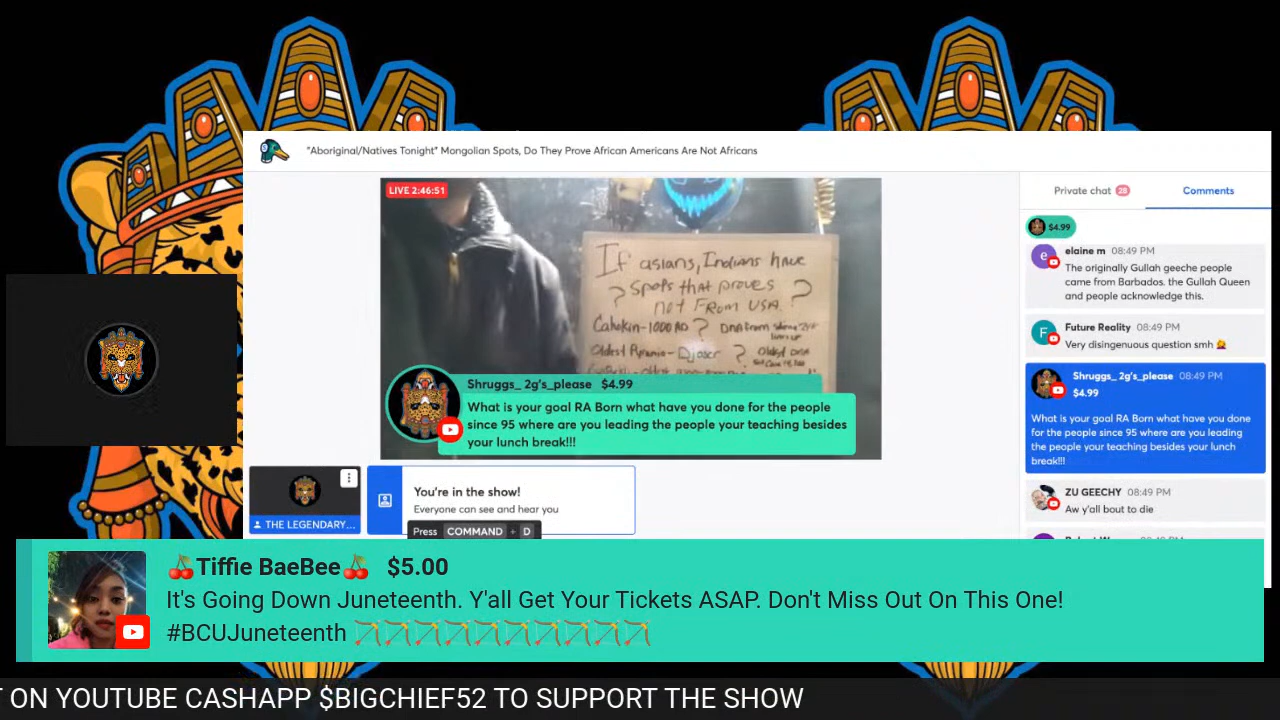 "Aboriginal/Natives Tonight" Mongolian Spots, Do They Prove African Americans Are Not Africans
LIVE 2:46:51
If asians, Indians have
? Spots that proves ?
not From USA.
Cahokin-1000 AD ? DNA From
Oldest Pyramid- Djoser ? Oldest DNA
Shruggs_ 2g's_please $4.99
What is your goal RA Born what have you done for the people
since 95 where are you leading the people your teaching besides
your lunch break!!!
THE LEGENDARY...
You're in the show!
Everyone can see and hear you
Press COMMAND + D
Private chat 28
Comments
$4.99
e
elaine m 08:49 PM
The originally Gullah geeche people
came from Barbados. the Gullah Queen
and people acknowledge this.
F
Future Reality 08:49 PM
Very disingenuous question smh 🤦
Shruggs_ 2g's_please 08:49 PM
$4.99
What is your goal RA Born what have you done
for the people since 95 where are you leading
the people your teaching besides your lunch
break!!!
ZU GEECHY 08:49 PM
Aw y'all bout to die
🍒Tiffie BaeBee🍒 $5.00
It's Going Down Juneteenth. Y'all Get Your Tickets ASAP. Don't Miss Out On This One!
#BCUJuneteenth 🏹🏹🏹🏹🏹🏹🏹🏹🏹🏹
ON YOUTUBE CASHAPP $BIGCHIEF52 TO SUPPORT THE SHOW